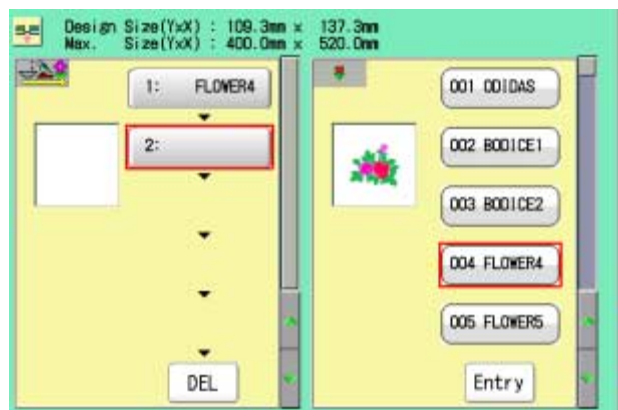 Design Size(YxX) : 109.3mm x 137.3mm
Max. Size(YxX) : 400.0mm x 520.0mm
1: FLOWER4
2:
DEL
001 ODIDAS
002 BODICE1
003 BODICE2
004 FLOWER4
005 FLOWER5
Entry